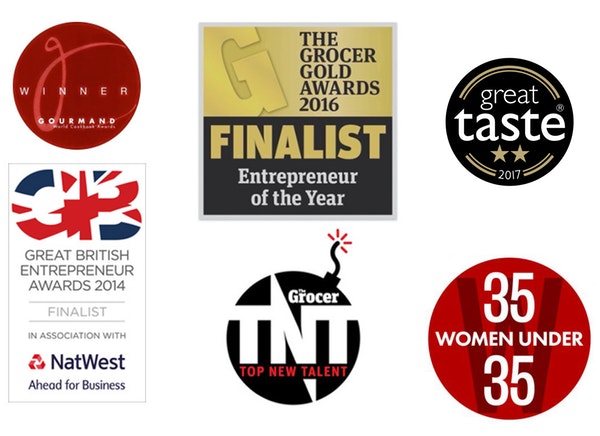 WINNER
GOURMAND
World Cookbook Awards
THE
GROCER
GOLD
AWARDS
2016
FINALIST
Entrepreneur
of the Year
great
taste®
2017
GREAT BRITISH
ENTREPRENEUR
AWARDS 2014
FINALIST
IN ASSOCIATION WITH
NatWest
Ahead for Business
The Grocer
TNT
TOP NEW TALENT
35
WOMEN UNDER
35